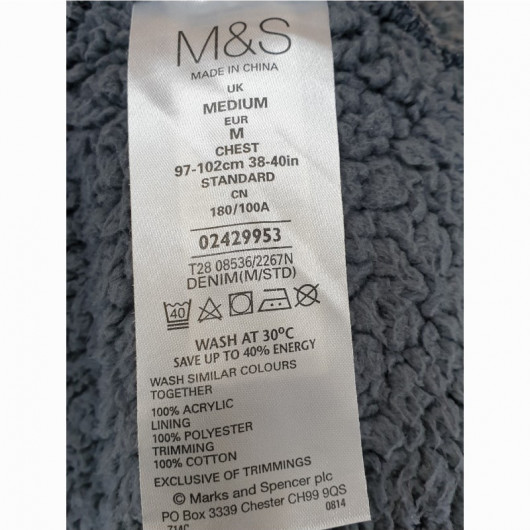 M&S
MADE IN CHINA
UK
MEDIUM
EUR
M
CHEST
97-102cm 38-40in
STANDARD
CN
180/100A
02429953
T28 08536/2267N
DENIM(M/STD)
40
WASH AT 30°C
SAVE UP TO 40% ENERGY
WASH SIMILAR COLOURS
TOGETHER
100% ACRYLIC
LINING
100% POLYESTER
TRIMMING
100% COTTON
EXCLUSIVE OF TRIMMINGS
© Marks and Spencer plc
PO Box 3339 Chester CH99 9QS
0814